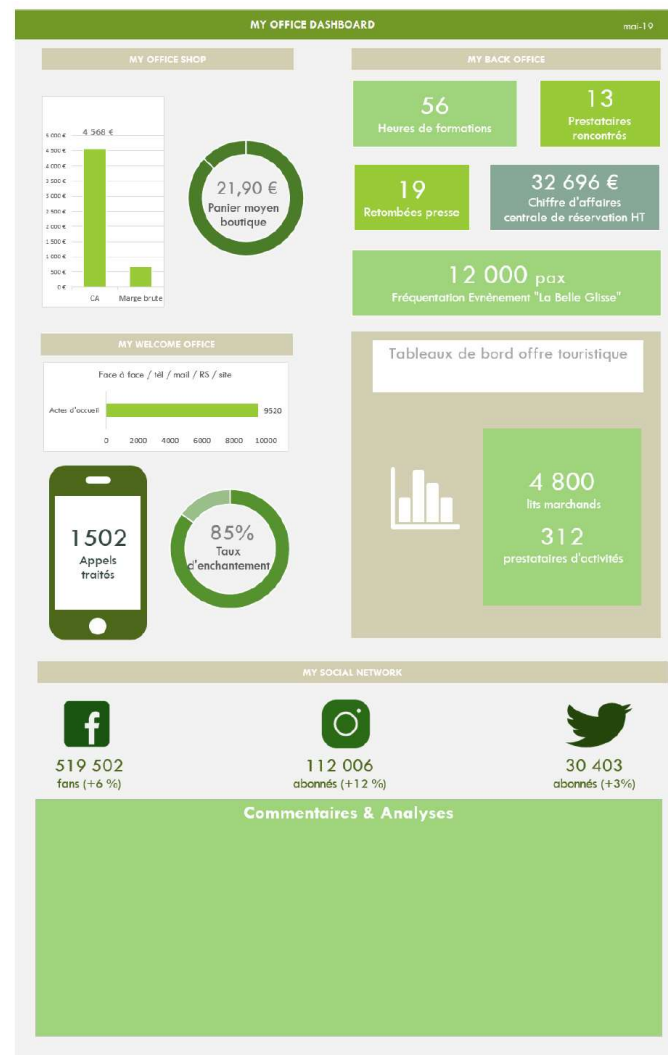 MY OFFICE DASHBOARD
mai-19
MY OFFICE SHOP
5 000 €
4 500 €
4 000 €
3 500 €
3 000 €
2 500 €
2 000 €
1 500 €
1 000 €
500 €
0 €
4 568 €
CA
Marge brute
21,90 €
Panier moyen
boutique
MY BACK OFFICE
56
Heures de formations
13
Prestataires
rencontrés
19
Retombées presse
32 696 €
Chiffre d'affaires
centrale de réservation HT
12 000 pax
Fréquentation Evnènement "La Belle Glisse"
MY WELCOME OFFICE
Face à face / tél / mail / RS / site
Actes d'accueil
9520
0 2000 4000 6000 8000 10000
1502
Appels
traités
85%
Taux
d'enchantement
Tableaux de bord offre touristique
4 800
lits marchands
312
prestataires d'activités
MY SOCIAL NETWORK
519 502
fans (+6 %)
112 006
abonnés (+12 %)
30 403
abonnés (+3%)
Commentaires & Analyses